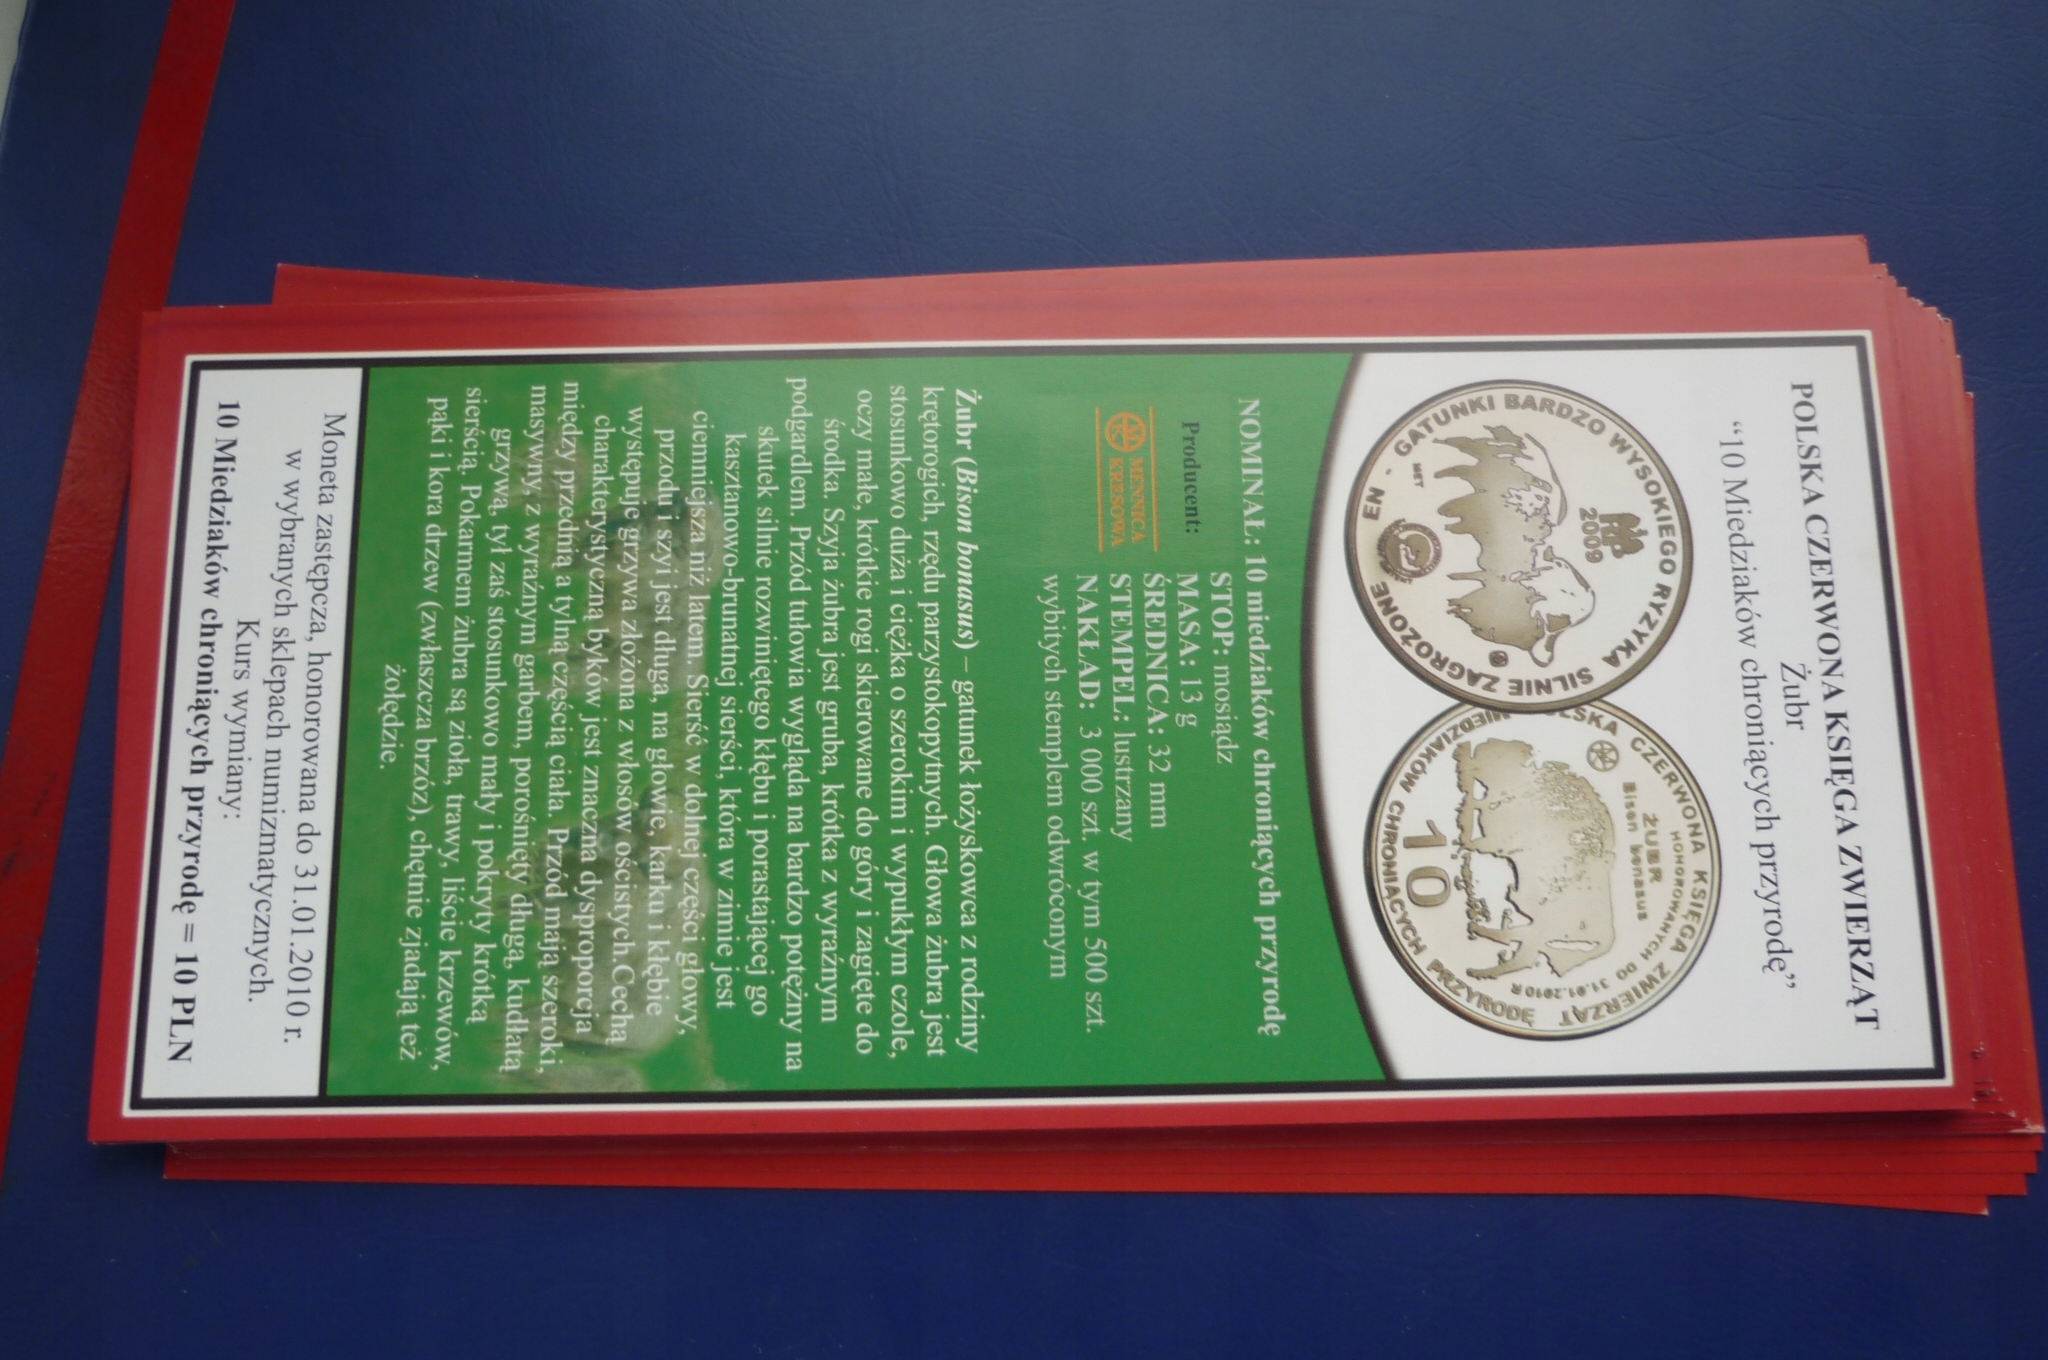 POLSKA CZERWONA KSIĘGA ZWIERZĄT
Żubr
“10 Miedziaków chroniących przyrodę”
EN - GATUNKI BARDZO WYSOKIEGO RYZYKA SILNIE ZAGROŻONE
2009
MET
POLSKA CZERWONA KSIĘGA ZWIERZĄT
HONOROWANYCH DO 31.01.2010 R
ŻUBR
Bison bonasus
10
MIEDZIAKÓW CHRONIĄCYCH PRZYRODĘ
NOMINAŁ: 10 miedziaków chroniących przyrodę
STOP: mosiądz
MASA: 13 g
ŚREDNICA: 32 mm
STEMPEL: lustrzany
NAKŁAD: 3 000 szt. w tym 500 szt.
wybitych stemplem odwróconym
Producent:
MENNICA
KRESOWA
Żubr (Bison bonasus) – gatunek łożyskowca z rodziny
krętorogich, rzędu parzystokopytnych. Głowa żubra jest
stosunkowo duża i ciężka o szerokim i wypukłym czole,
oczy małe, krótkie rogi skierowane do góry i zagięte do
środka. Szyja żubra jest gruba, krótka z wyraźnym
podgardlem. Przód tułowia wygląda na bardzo potężny na
skutek silnie rozwiniętego kłębu i porastającej go
kasztanowo-brunatnej sierści, która w zimie jest
ciemniejsza niż latem. Sierść w dolnej części głowy,
przodu i szyi jest długa, na głowie, karku i kłębie
występuje grzywa złożona z włosów ościstych.Cechą
charakterystyczną byków jest znaczna dysproporcja
między przednią a tylną częścią ciała. Przód mają szeroki,
masywny, z wyraźnym garbem, porośnięty długą, kudłatą
grzywą, tył zaś stosunkowo mały i pokryty krótką
sierścią. Pokarmem żubra są zioła, trawy, liście krzewów,
pąki i kora drzew (zwłaszcza brzóz), chętnie zjadają też
żołędzie.
Moneta zastępcza, honorowana do 31.01.2010 r.
w wybranych sklepach numizmatycznych.
Kurs wymiany:
10 Miedziaków chroniących przyrodę = 10 PLN